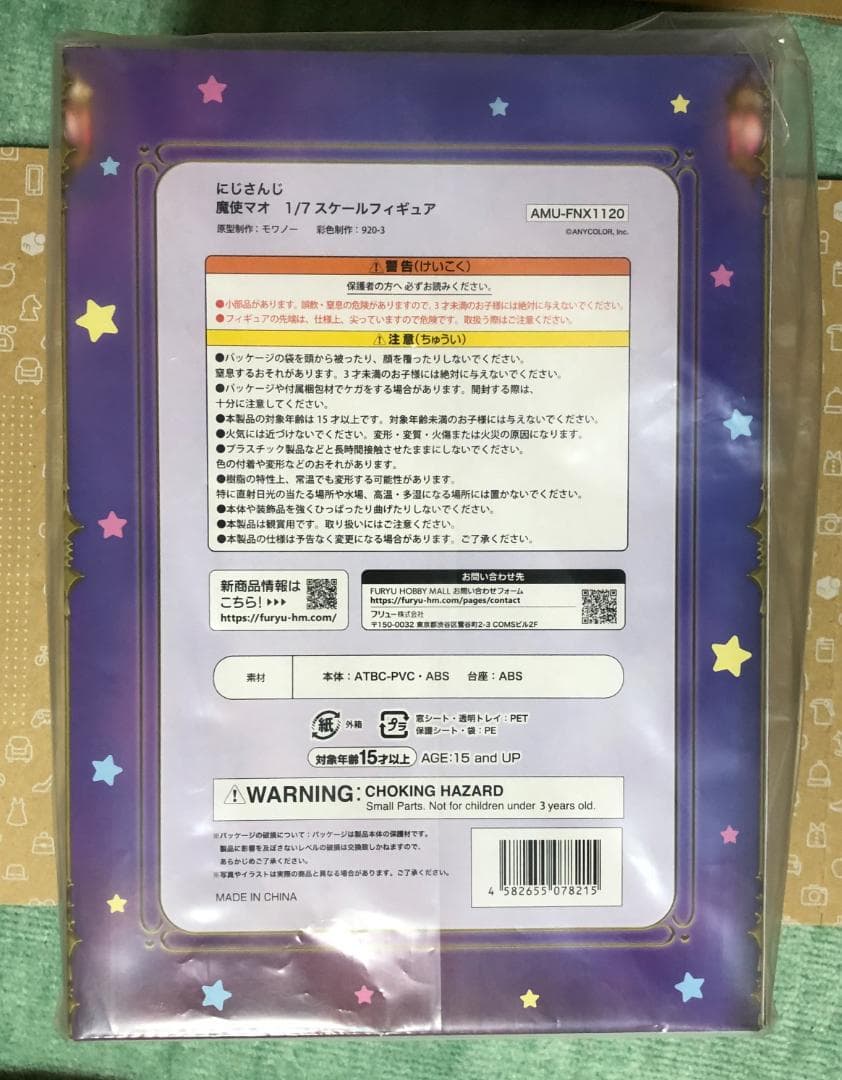 にじさんじ
魔使マオ 1/7 スケールフィギュア
AMU-FNX1120
原型制作：モワノー 彩色制作：920-3
©ANYCOLOR, Inc.
⚠警告(けいこく)
保護者の方へ必ずお読みください。
●小部品があります。誤飲・窒息の危険がありますので、3才未満のお子様には絶対に与えないでください。
●フィギュアの先端は、仕様上、尖っていますので危険です。取扱う際はご注意ください。
⚠注意(ちゅうい)
●パッケージの袋を頭から被ったり、顔を覆ったりしないでください。
窒息するおそれがあります。3才未満のお子様には絶対に与えないでください。
●パッケージや付属梱包材でケガをする場合があります。開封する際は、
十分に注意してください。
●本製品の対象年齢は15才以上です。対象年齢未満のお子様には与えないでください。
●火気には近づけないでください。変形・変質・火傷または火災の原因になります。
●プラスチック製品などと長時間接触させたままにしないでください。
色の付着や変形などのおそれがあります。
●樹脂の特性上、常温でも変形する可能性があります。
特に直射日光の当たる場所や水場、高温・多湿になる場所には置かないでください。
●本体や装飾品を強くひっぱったり曲げたりしないでください。
●本製品は観賞用です。取り扱いにはご注意ください。
●本製品の仕様は予告なく変更になる場合があります。ご了承ください。
新商品情報は
こちら！▸▸▸
https://furyu-hm.com/
お問い合わせ先
FURYU HOBBY MALL お問い合わせフォーム
https://furyu-hm.com/pages/contact
フリュー株式会社
〒150-0032 東京都渋谷区鶯谷町2-3 COMSビル2F
素材 本体：ATBC-PVC・ABS 台座：ABS
紙 外箱 プラ 窓シート・透明トレイ：PET
保護シート・袋：PE
対象年齢15才以上 AGE:15 and UP
⚠WARNING: CHOKING HAZARD
Small Parts. Not for children under 3 years old.
※パッケージの破損について：パッケージは製品本体の保護材です。
製品に影響を及ぼさないレベルの破損は交換致しかねますので、
あらかじめご了承ください。
※写真やイラストは実際の商品と異なる場合があります。ご了承ください。
MADE IN CHINA
4 582655 078215